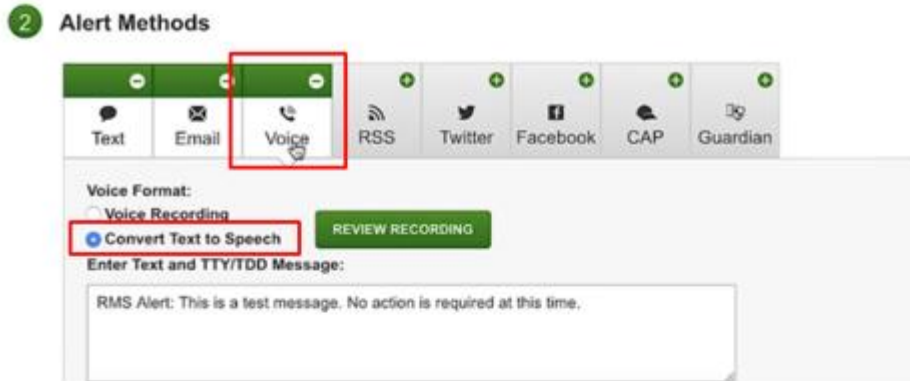 2 Alert Methods
Text Email Voice RSS Twitter Facebook CAP Guardian
Voice Format:
Voice Recording
Convert Text to Speech REVIEW RECORDING
Enter Text and TTY/TDD Message:
RMS Alert: This is a test message. No action is required at this time.